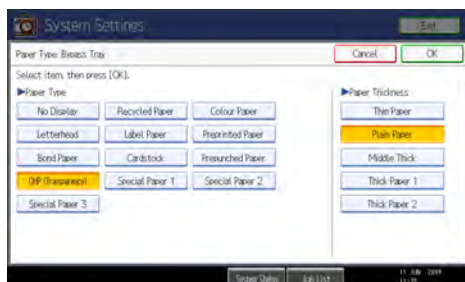 System Settings
Exit
Paper Type: Bypass Tray
Cancel
OK
Select item, then press [OK].
►Paper Type
►Paper Thickness
No Display
Recycled Paper
Colour Paper
Thin Paper
Letterhead
Label Paper
Preprinted Paper
Plain Paper
Bond Paper
Cardstock
Prepunched Paper
Middle Thick
OHP (Transparency)
Special Paper 1
Special Paper 2
Thick Paper 1
Special Paper 3
Thick Paper 2
System Status
Job List
11 JUN 2009